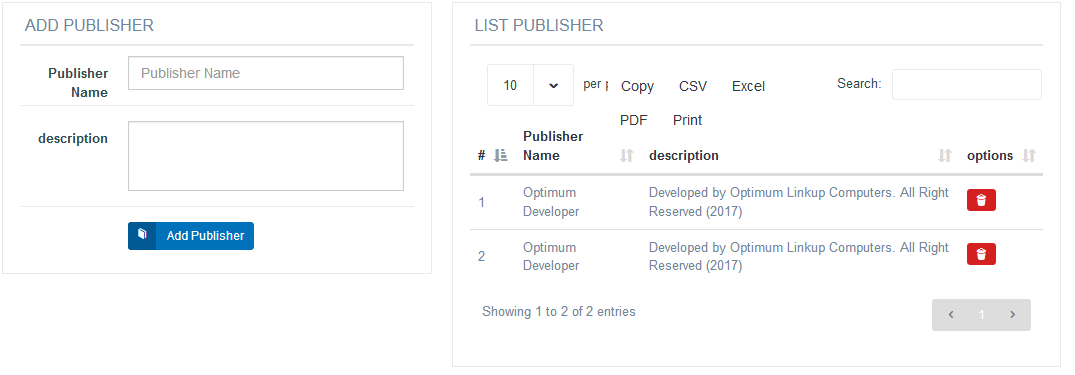 ADD PUBLISHER
Publisher Name
Publisher Name
description
Add Publisher
LIST PUBLISHER
10 per Copy CSV Excel Search:
PDF Print
# Publisher Name description options
1 Optimum Developer Developed by Optimum Linkup Computers. All Right Reserved (2017)
2 Optimum Developer Developed by Optimum Linkup Computers. All Right Reserved (2017)
Showing 1 to 2 of 2 entries
‹ 1 ›